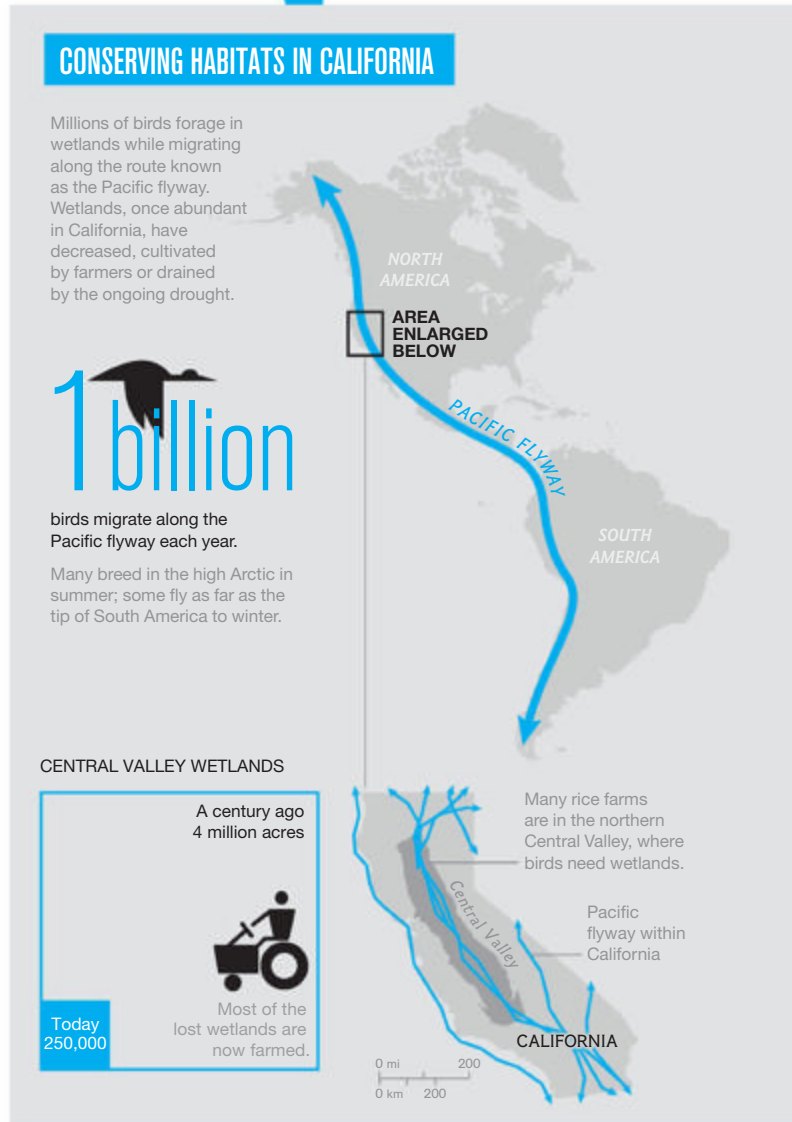 CONSERVING HABITATS IN CALIFORNIA
Millions of birds forage in
wetlands while migrating
along the route known
as the Pacific flyway.
Wetlands, once abundant
in California, have
decreased, cultivated
by farmers or drained
by the ongoing drought.
NORTH
AMERICA
AREA
ENLARGED
BELOW
1 billion
birds migrate along the
Pacific flyway each year.
Many breed in the high Arctic in
summer; some fly as far as the
tip of South America to winter.
PACIFIC FLYWAY
SOUTH
AMERICA
CENTRAL VALLEY WETLANDS
A century ago
4 million acres
Most of the
lost wetlands are
now farmed.
Today
250,000
Many rice farms
are in the northern
Central Valley, where
birds need wetlands.
Central Valley
Pacific
flyway within
California
CALIFORNIA
0 mi 200
0 km 200